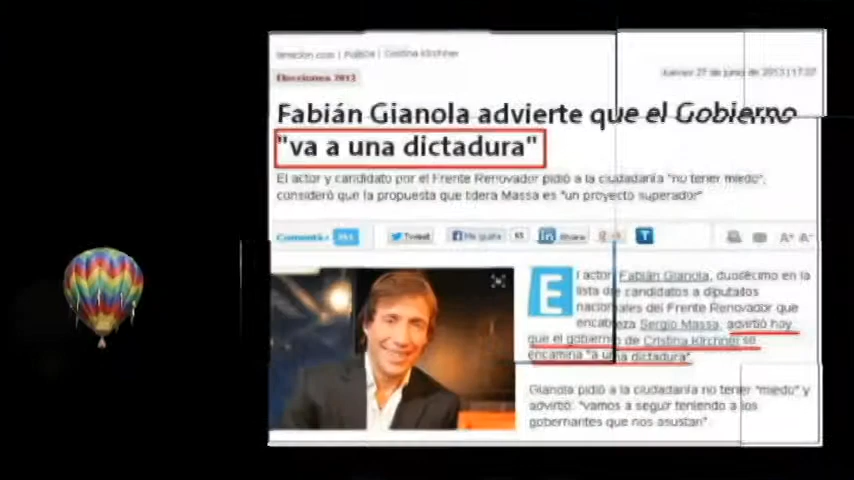 lanacion.com | Política | Cristina Kirchner
Elecciones 2013
Jueves 27 de junio de 2013 | 17:07
Fabián Gianola advierte que el Gobierno
"va a una dictadura"
El actor y candidato por el Frente Renovador pidió a la ciudadanía "no tener miedo",
consideró que la propuesta que lidera Massa es "un proyecto superador"
Comentá Tweet Me gusta in Share T A+ A-
El actor Fabián Gianola, duodécimo en la
lista de candidatos a diputados
nacionales del Frente Renovador que
encabeza Sergio Massa, advirtió hoy
que el gobierno de Cristina Kirchner se
encamina "a una dictadura".
Gianola pidió a la ciudadanía no tener "miedo" y
advirtió: "vamos a seguir teniendo a los
gobernantes que nos asustan".